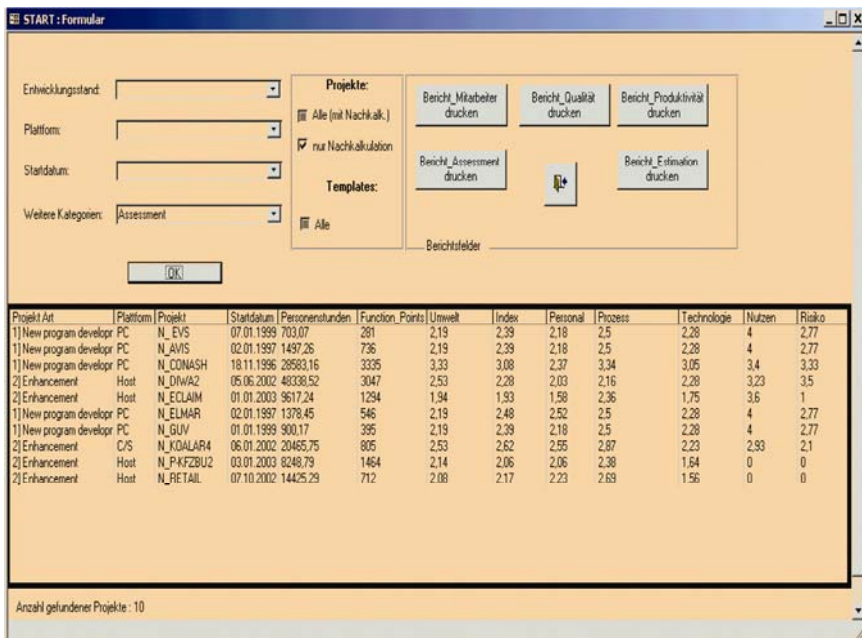 START : Formular
Entwicklungsstand:
Plattform:
Startdatum:
Weitere Kategorien: Assessment
OK
Projekte:
Alle (mit Nachkalk.)
nur Nachkalkulation
Templates:
Alle
Bericht_Mitarbeiter drucken
Bericht_Qualität drucken
Bericht_Produktivität drucken
Bericht_Assessment drucken
Bericht_Estimation drucken
Berichtsfelder
Projekt Art Plattform Projekt Startdatum Personenstunden Function_Points Umwelt Index Personal Prozess Technologie Nutzen Risiko
1] New program developr PC N_EVS 07.01.1999 703,07 281 2,19 2,39 2,18 2,5 2,28 4 2,77
1] New program developr PC N_AVIS 02.01.1997 1497,26 736 2,19 2,39 2,18 2,5 2,28 4 2,77
1] New program developr PC N_CONASH 18.11.1996 28583,16 3335 3,33 3,08 2,37 3,34 3,05 3,4 3,33
2] Enhancement Host N_DIWA2 05.06.2002 48338,52 3047 2,53 2,28 2,03 2,16 2,28 3,23 3,5
2] Enhancement Host N_ECLAIM 01.01.2003 9617,24 1294 1,94 1,93 1,58 2,36 1,75 3,6 1
1] New program developr PC N_ELMAR 02.01.1997 1378,45 546 2,19 2,48 2,52 2,5 2,28 4 2,77
1] New program developr PC N_GUV 01.01.1999 900,17 395 2,19 2,39 2,18 2,5 2,28 4 2,77
2] Enhancement C/S N_KOALAR4 06.01.2002 20465,75 805 2,53 2,62 2,55 2,87 2,23 2,93 2,1
2] Enhancement Host N_P-KFZBU2 03.01.2003 8248,79 1464 2,14 2,06 2,06 2,38 1,64 0 0
2] Enhancement Host N_RETAIL 07.10.2002 14425,29 712 2,08 2,17 2,23 2,69 1,56 0 0
Anzahl gefundener Projekte : 10